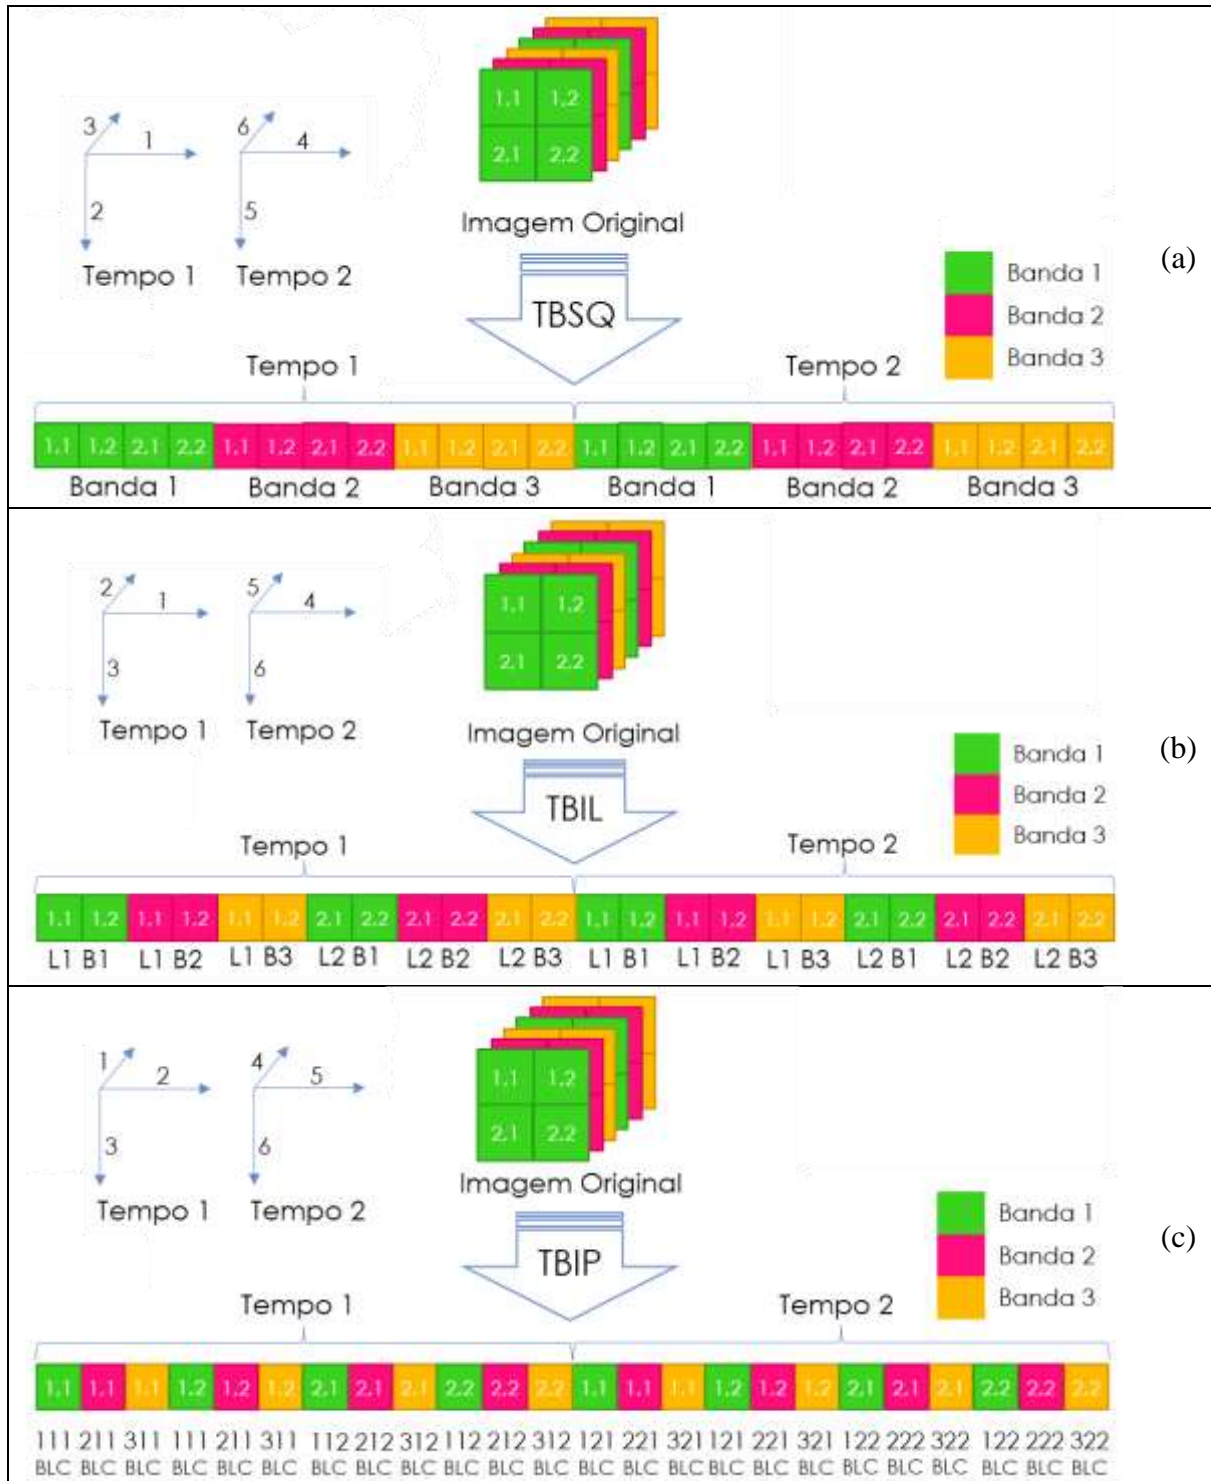 1,1 1,2
2,1 2,2
3 1 2
6 4 5
Tempo 1 Tempo 2
Imagem Original
TBSQ
Banda 1
Banda 2
Banda 3
(a)
Tempo 1 Tempo 2
1,1 1,2 2,1 2,2 1,1 1,2 2,1 2,2 1,1 1,2 2,1 2,2 1,1 1,2 2,1 2,2 1,1 1,2 2,1 2,2 1,1 1,2 2,1 2,2
Banda 1 Banda 2 Banda 3 Banda 1 Banda 2 Banda 3
1,1 1,2
2,1 2,2
2 1 3
5 4 6
Tempo 1 Tempo 2
Imagem Original
TBIL
Banda 1
Banda 2
Banda 3
(b)
Tempo 1 Tempo 2
1,1 1,2 1,1 1,2 1,1 1,2 2,1 2,2 2,1 2,2 2,1 2,2 1,1 1,2 1,1 1,2 1,1 1,2 2,1 2,2 2,1 2,2 2,1 2,2
L1 B1 L1 B2 L1 B3 L2 B1 L2 B2 L2 B3 L1 B1 L1 B2 L1 B3 L2 B1 L2 B2 L2 B3
1,1 1,2
2,1 2,2
1 2 3
4 5 6
Tempo 1 Tempo 2
Imagem Original
TBIP
Banda 1
Banda 2
Banda 3
(c)
Tempo 1 Tempo 2
1,1 1,1 1,1 1,2 1,2 1,2 2,1 2,1 2,1 2,2 2,2 2,2 1,1 1,1 1,1 1,2 1,2 1,2 2,1 2,1 2,1 2,2 2,2 2,2
111 211 311 111 211 311 112 212 312 112 212 312 121 221 321 121 221 321 122 222 322 122 222 322
BLC BLC BLC BLC BLC BLC BLC BLC BLC BLC BLC BLC BLC BLC BLC BLC BLC BLC BLC BLC BLC BLC BLC BLC